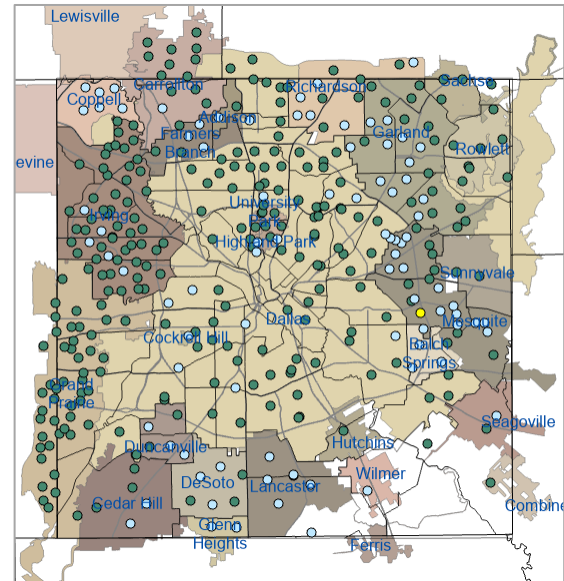 Lewisville
Carrollton
Coppell
Richardson
Sachse
Addison
Farmers
Branch
Garland
Rowlett
evine
Irving
University
Park
Highland Park
Sunnyvale
Dallas
Mesquite
Cockrell Hill
Balch
Springs
Grand
Prairie
Seagoville
Duncanville
Hutchins
DeSoto
Lancaster
Wilmer
Cedar Hill
Combine
Glenn
Heights
Ferris